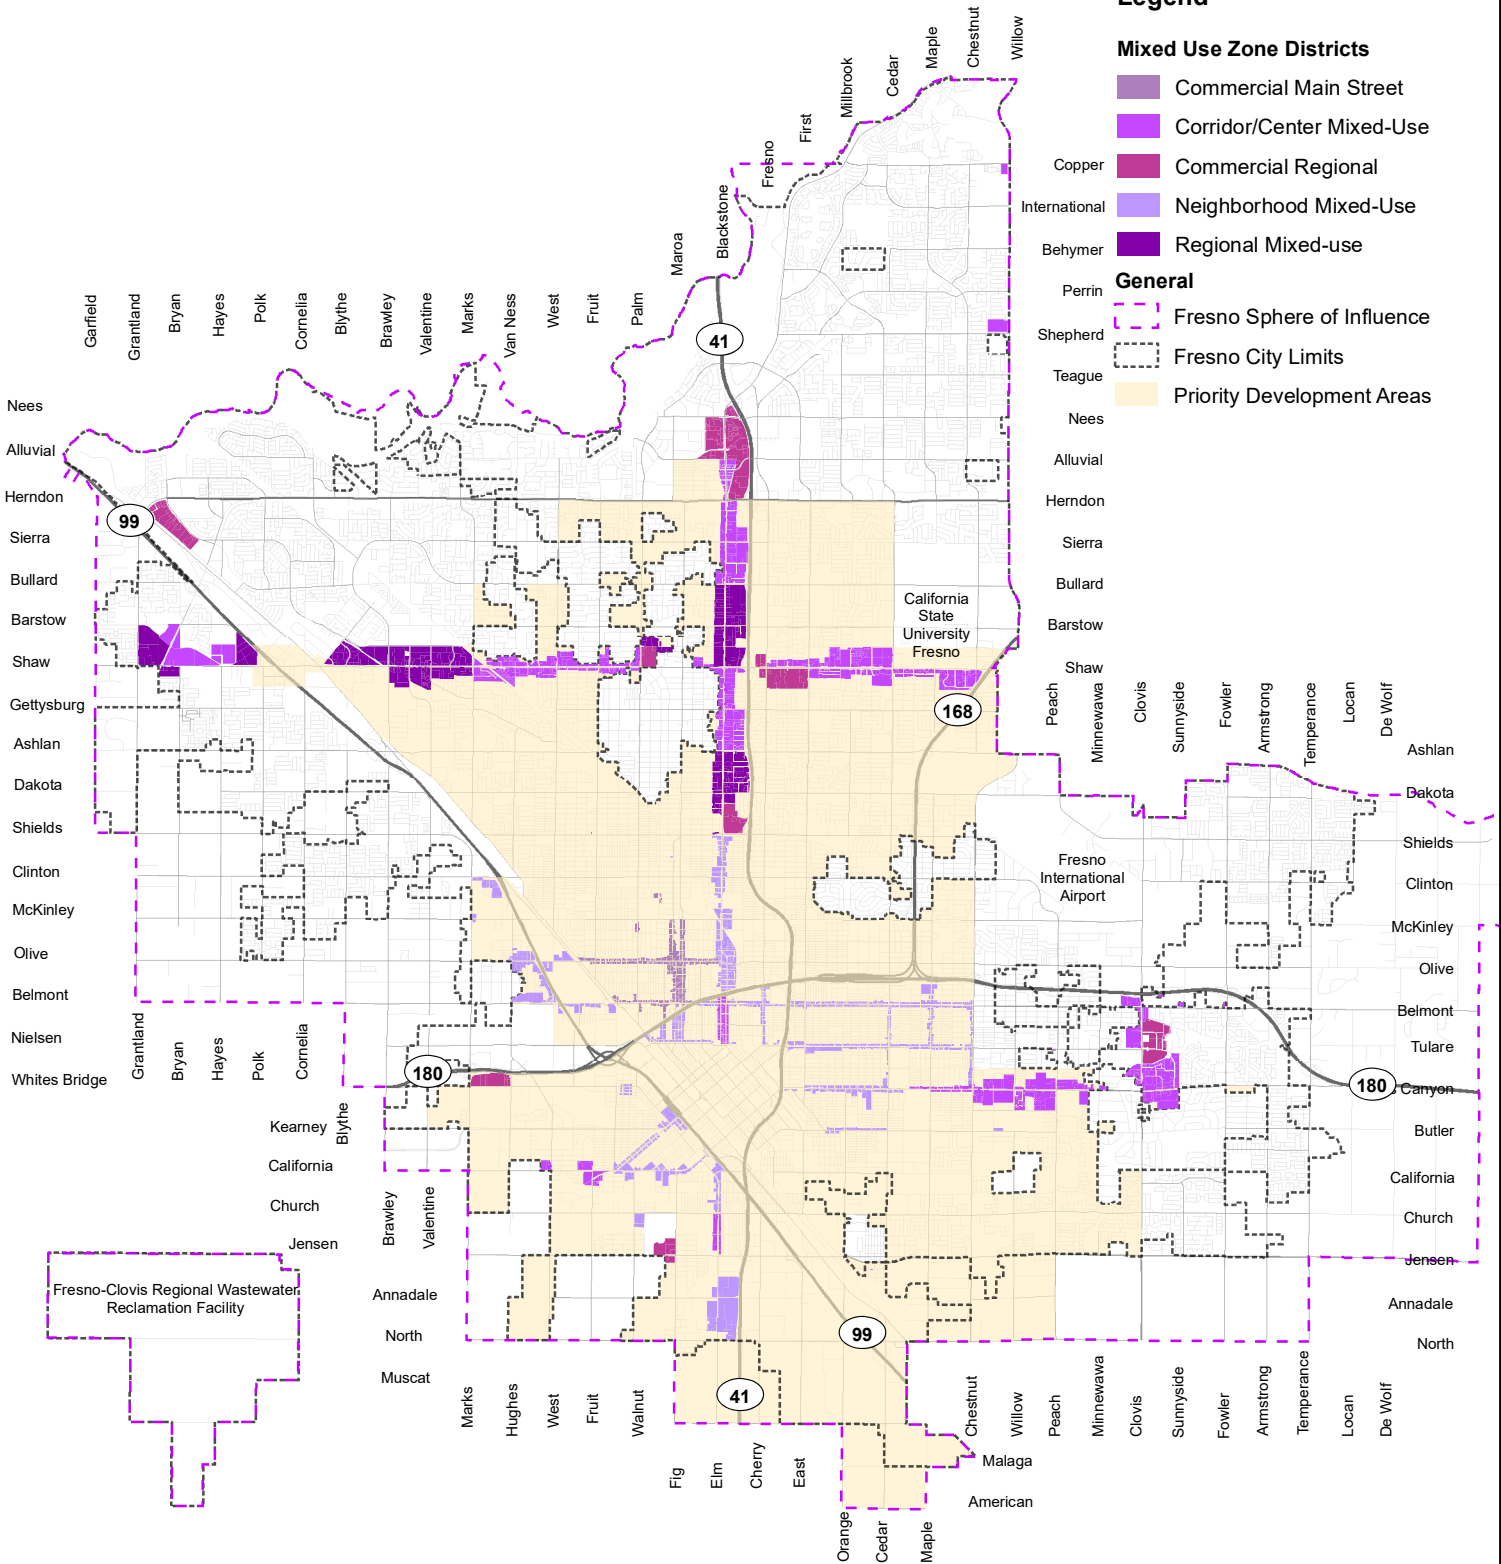 Legend
Mixed Use Zone Districts
Commercial Main Street
Corridor/Center Mixed-Use
Commercial Regional
Neighborhood Mixed-Use
Regional Mixed-use
General
Fresno Sphere of Influence
Fresno City Limits
Priority Development Areas
Garfield
Grantland
Bryan
Hayes
Polk
Cornelia
Blythe
Brawley
Valentine
Marks
Van Ness
West
Fruit
Palm
Maroa
Blackstone
Fresno
First
Millbrook
Cedar
Maple
Chestnut
Willow
Copper
International
Behymer
Perrin
Shepherd
Teague
Nees
Alluvial
Herndon
Sierra
Bullard
Barstow
Shaw
Nees
Alluvial
Herndon
Sierra
Bullard
Barstow
Shaw
Gettysburg
Ashlan
Dakota
Shields
Clinton
McKinley
Olive
Belmont
Nielsen
Whites Bridge
41
99
168
180
180
99
41
California
State
University
Fresno
Fresno
International
Airport
Peach
Minnewawa
Clovis
Sunnyside
Fowler
Armstrong
Temperance
Locan
De Wolf
Ashlan
Dakota
Shields
Clinton
McKinley
Olive
Belmont
Tulare
Canyon
Butler
California
Church
Jensen
Annadale
North
Grantland
Bryan
Hayes
Polk
Cornelia
Blythe
Kearney
California
Church
Jensen
Brawley
Valentine
Annadale
North
Muscat
Fresno-Clovis Regional Wastewater
Reclamation Facility
Marks
Hughes
West
Fruit
Walnut
Fig
Elm
Cherry
East
Orange
Cedar
Maple
Chestnut
Willow
Peach
Minnewawa
Clovis
Sunnyside
Fowler
Armstrong
Temperance
Locan
De Wolf
Malaga
American